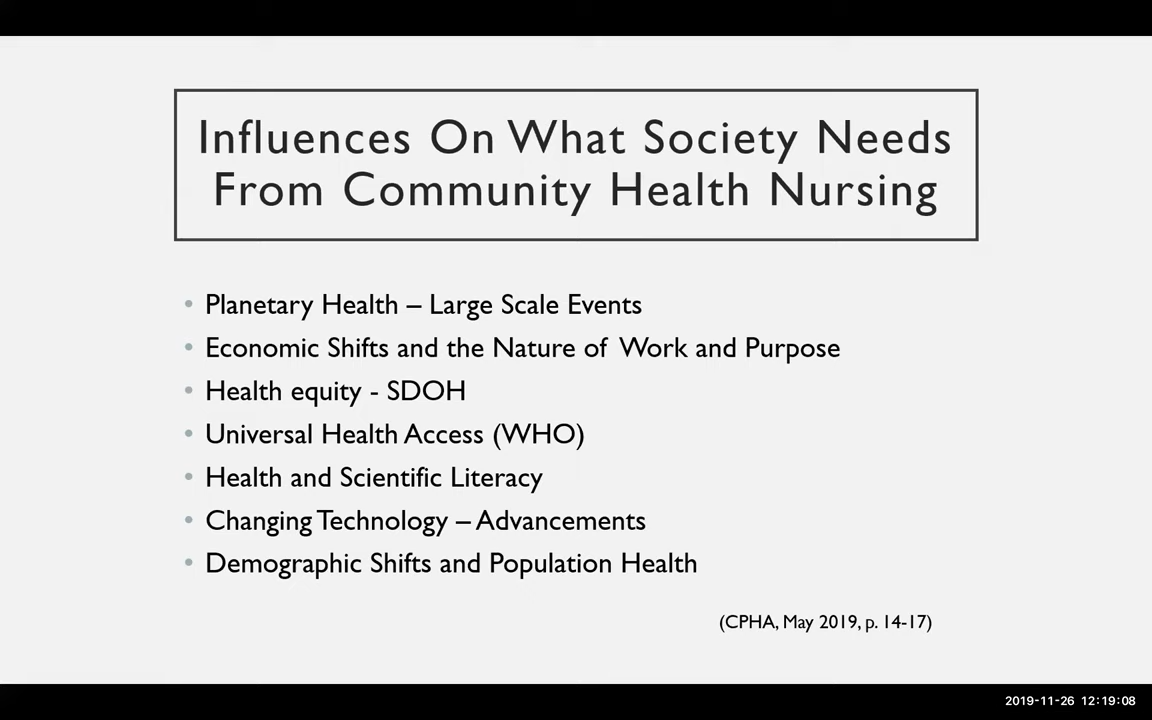 Influences On What Society Needs
From Community Health Nursing
• Planetary Health – Large Scale Events
• Economic Shifts and the Nature of Work and Purpose
• Health equity - SDOH
• Universal Health Access (WHO)
• Health and Scientific Literacy
• Changing Technology – Advancements
• Demographic Shifts and Population Health
(CPHA, May 2019, p. 14-17)
2019-11-26 12:19:08